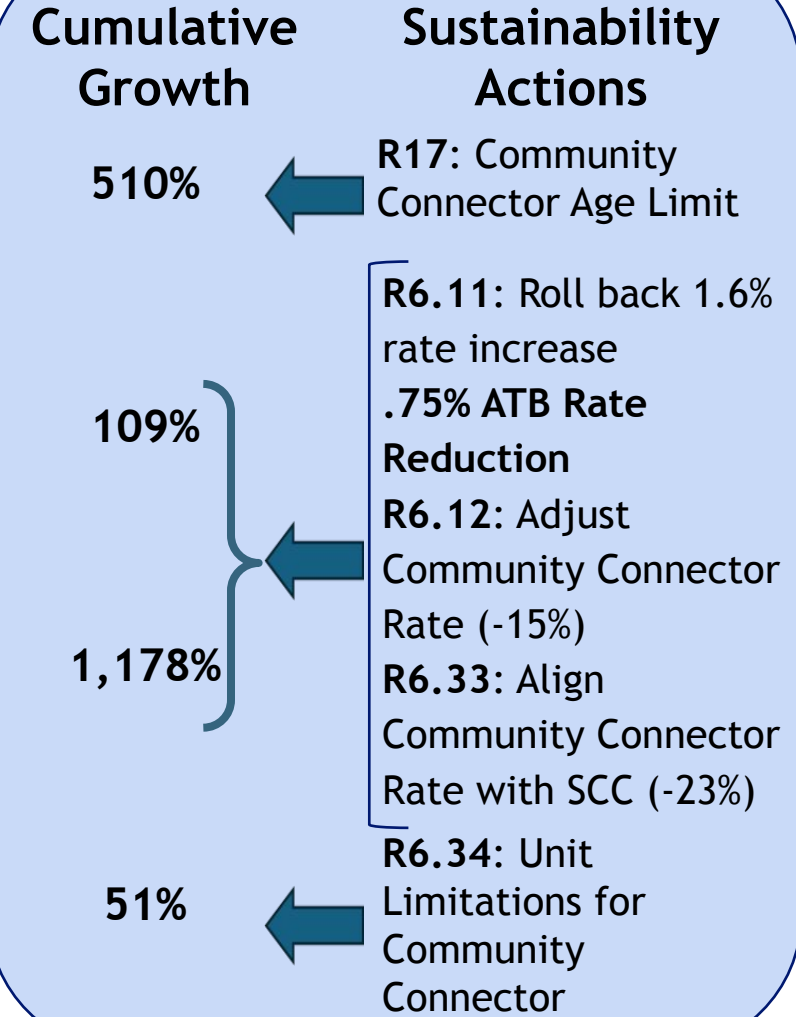 Cumulative
Growth
Sustainability
Actions
510%
R17: Community
Connector Age Limit
109%
1,178%
R6.11: Roll back 1.6%
rate increase
.75% ATB Rate
Reduction
R6.12: Adjust
Community Connector
Rate (-15%)
R6.33: Align
Community Connector
Rate with SCC (-23%)
51%
R6.34: Unit
Limitations for
Community
Connector